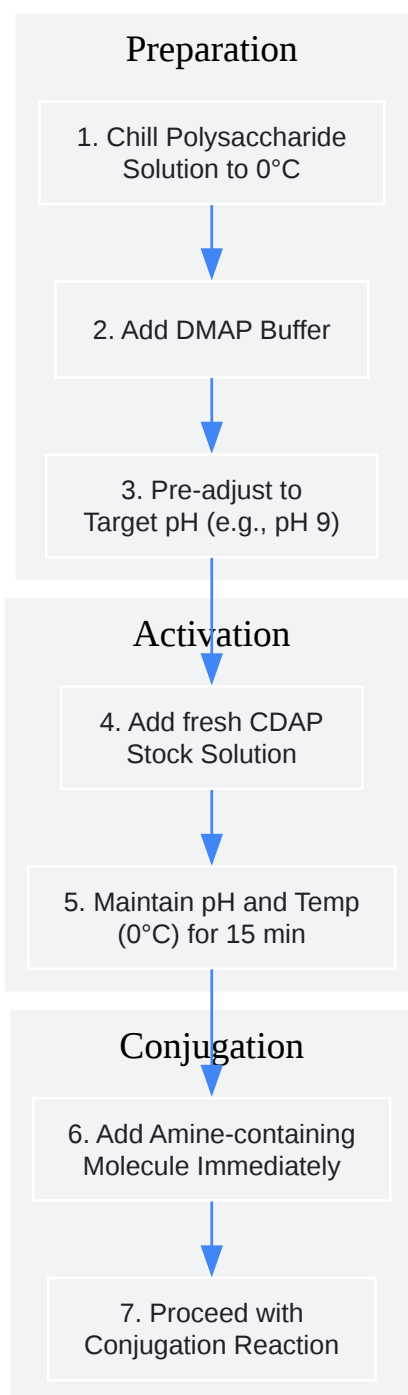 Preparation
1. Chill Polysaccharide
Solution to 0°C
2. Add DMAP Buffer
3. Pre-adjust to
Target pH (e.g., pH 9)
Activation
4. Add fresh CDAP
Stock Solution
5. Maintain pH and Temp
(0°C) for 15 min
Conjugation
6. Add Amine-containing
Molecule Immediately
7. Proceed with
Conjugation Reaction